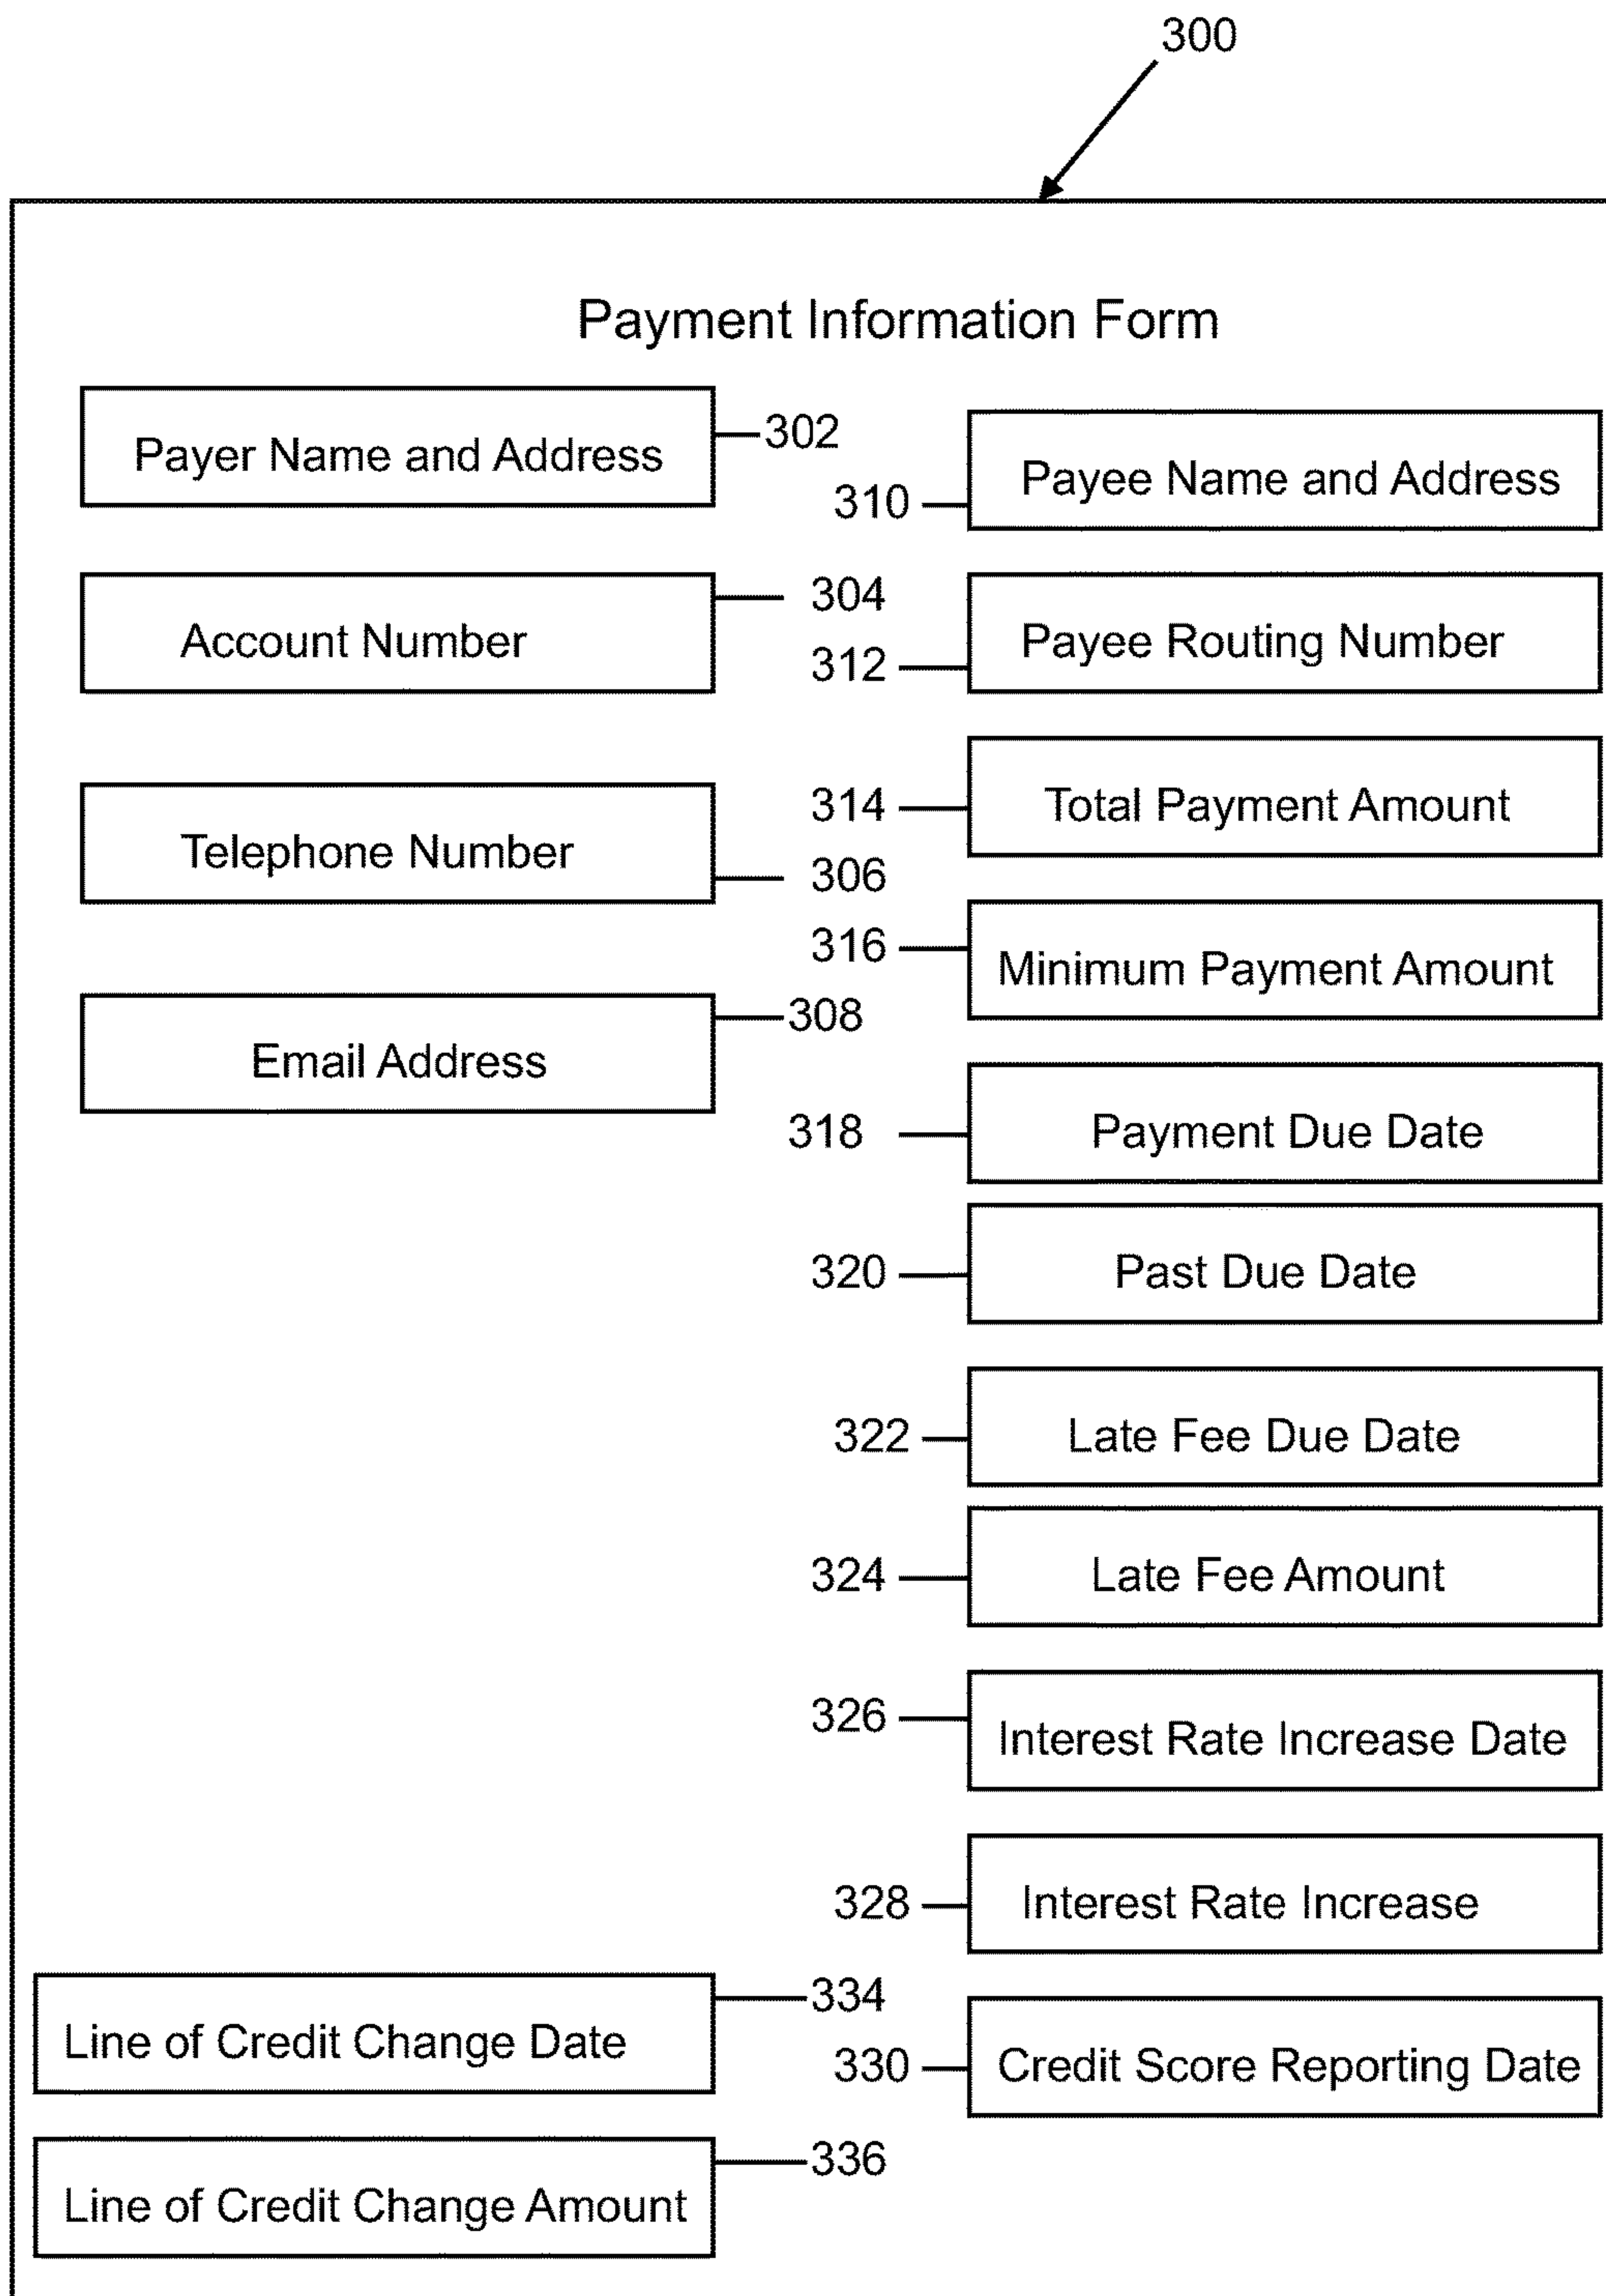 300
Payment Information Form
Payer Name and Address
302
310
Payee Name and Address
Account Number
304
312
Payee Routing Number
314
Total Payment Amount
Telephone Number
306
316
Minimum Payment Amount
Email Address
308
318
Payment Due Date
320
Past Due Date
322
Late Fee Due Date
324
Late Fee Amount
326
Interest Rate Increase Date
328
Interest Rate Increase
Line of Credit Change Date
334
330
Credit Score Reporting Date
Line of Credit Change Amount
336